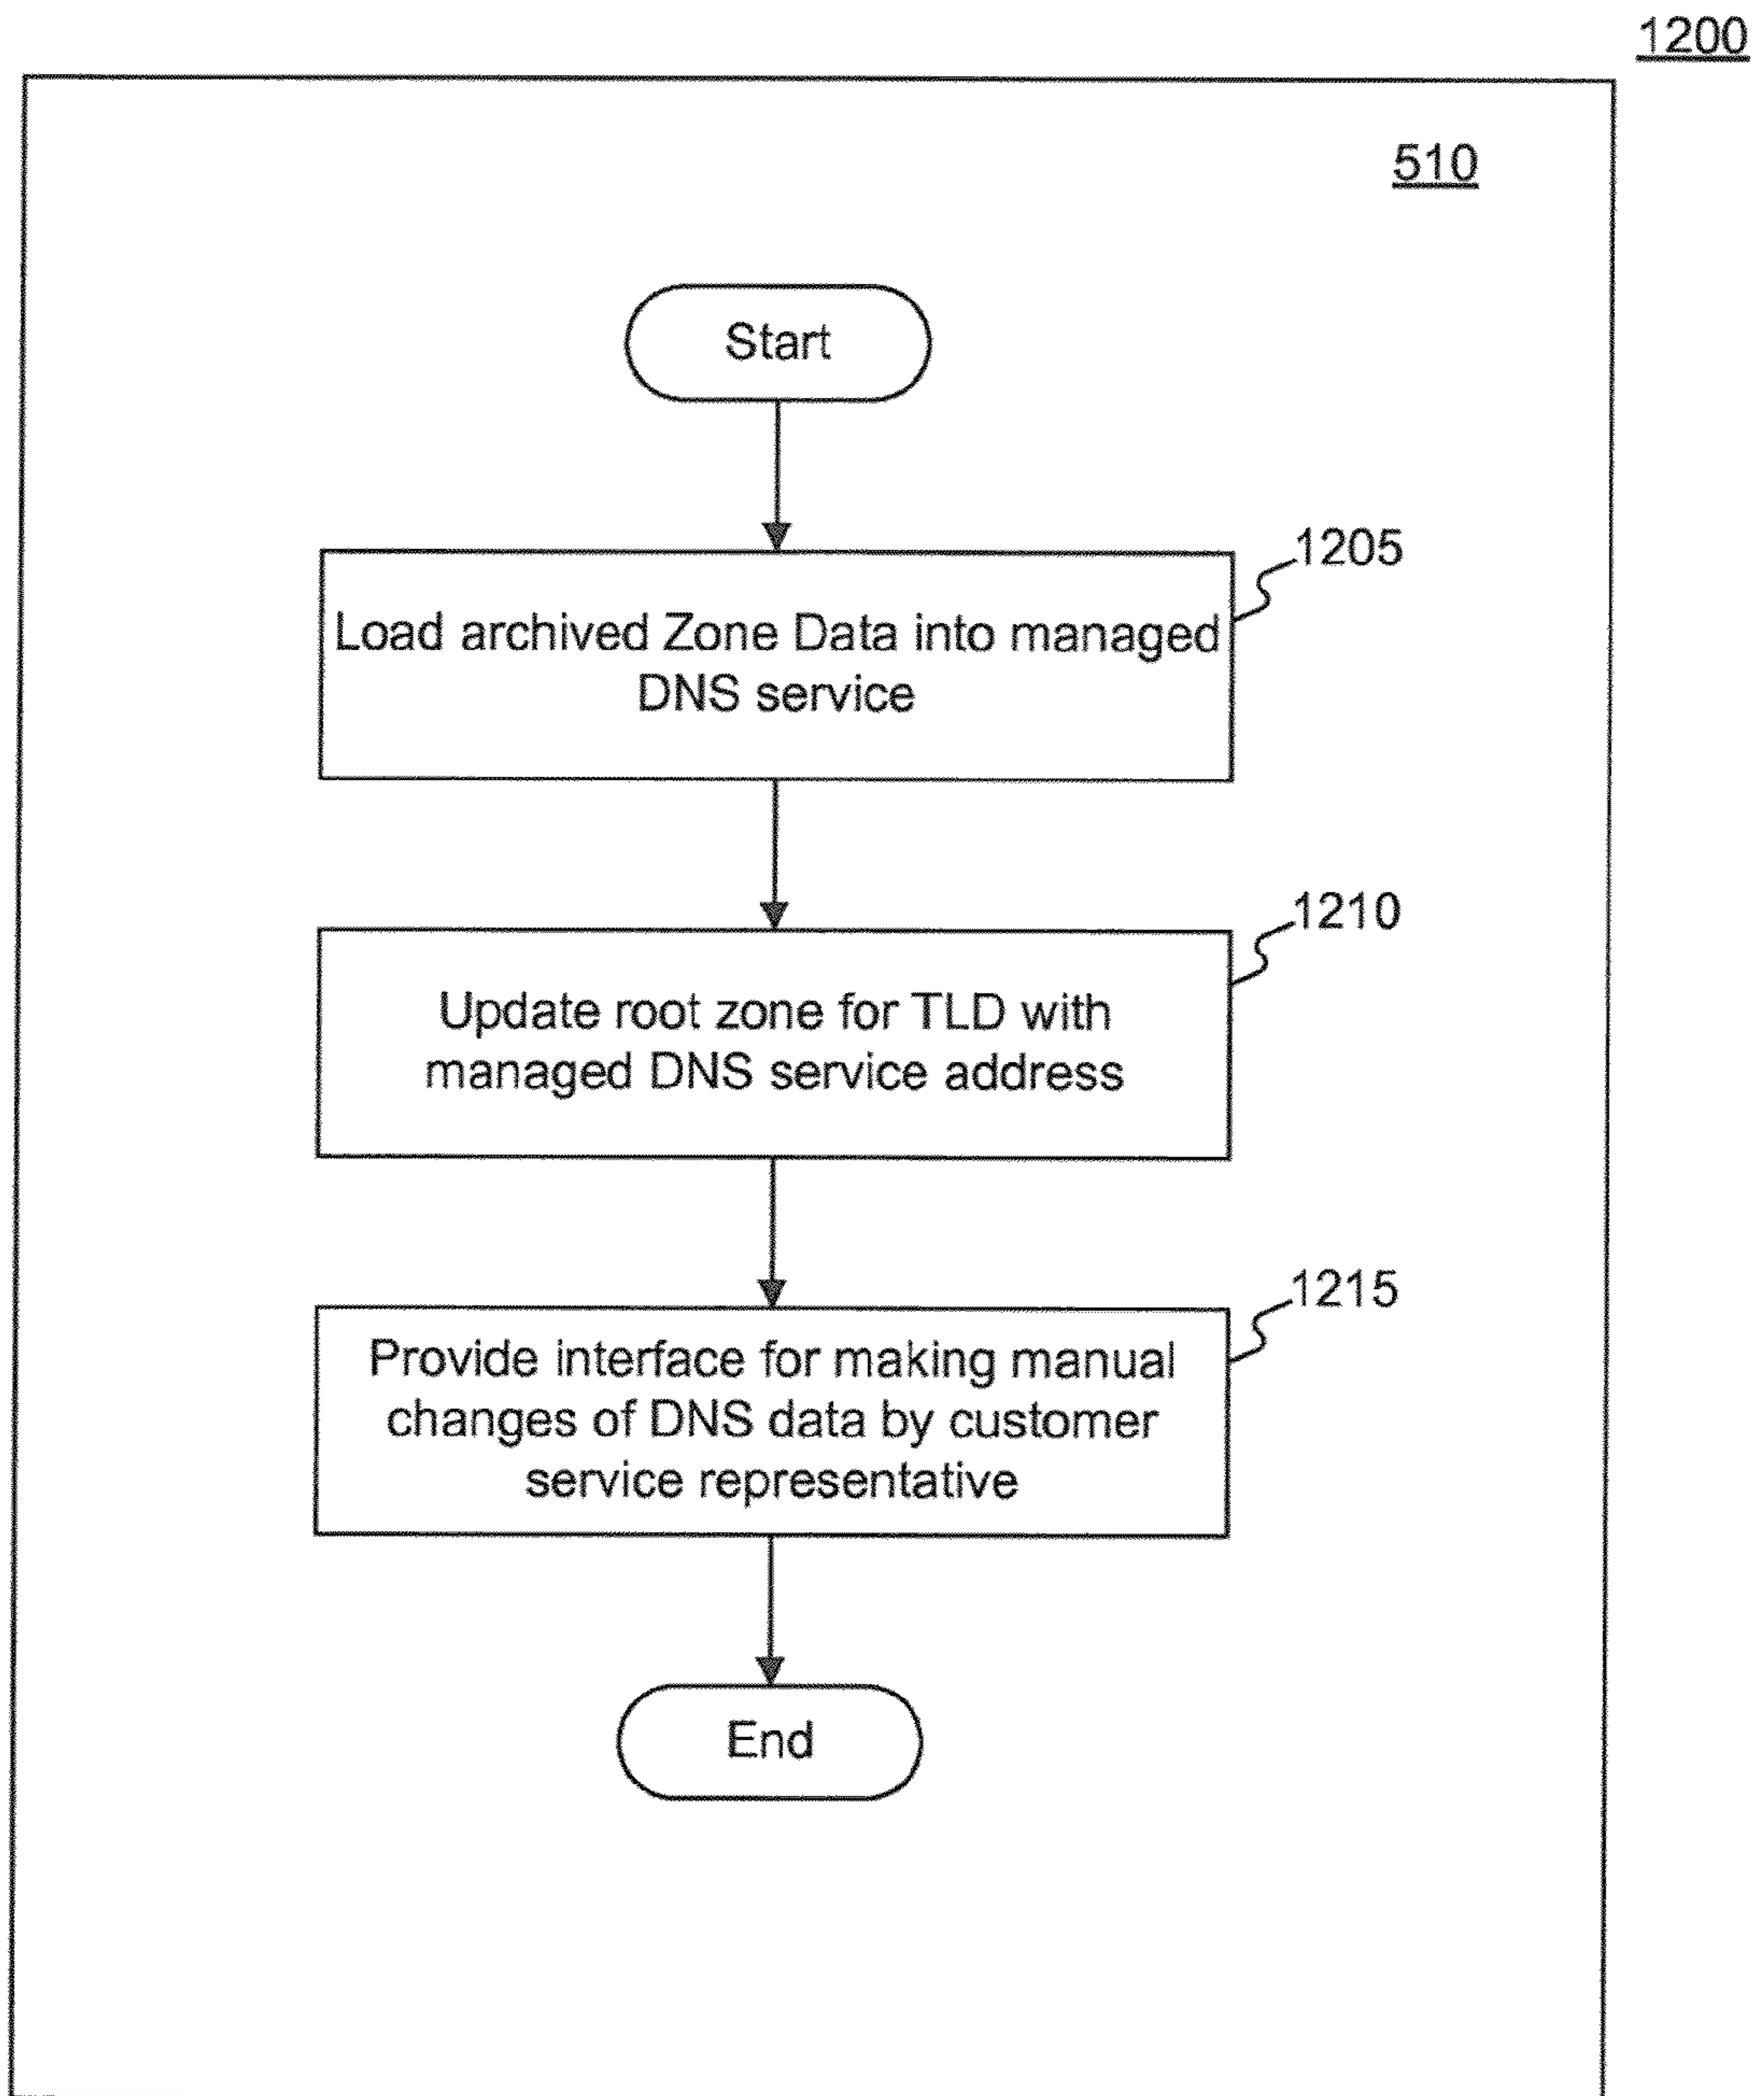 1200
510
Start
1205
Load archived Zone Data into managed
DNS service
1210
Update root zone for TLD with
managed DNS service address
1215
Provide interface for making manual
changes of DNS data by customer
service representative
End